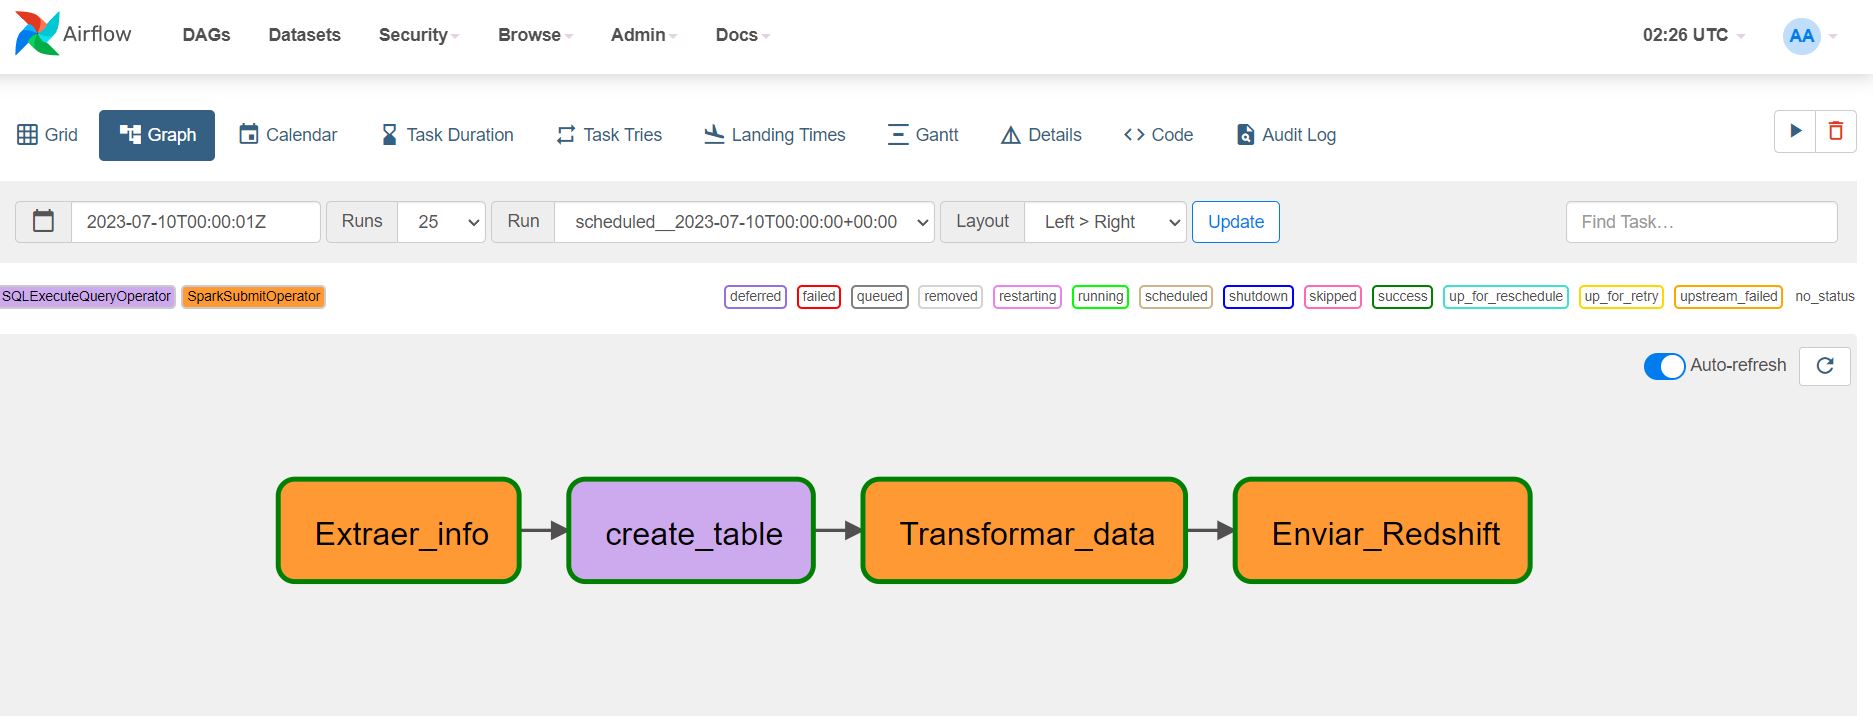 Airflow DAGs Datasets Security Browse Admin Docs 02:26 UTC AA
Grid Graph Calendar Task Duration Task Tries Landing Times Gantt Details Code Audit Log
2023-07-10T00:00:01Z Runs 25 Run scheduled__2023-07-10T00:00:00+00:00 Layout Left > Right Update Find Task…
SQLExecuteQueryOperator SparkSubmitOperator deferred failed queued removed restarting running scheduled shutdown skipped success up_for_reschedule up_for_retry upstream_failed no_status
Auto-refresh
Extraer_info create_table Transformar_data Enviar_Redshift